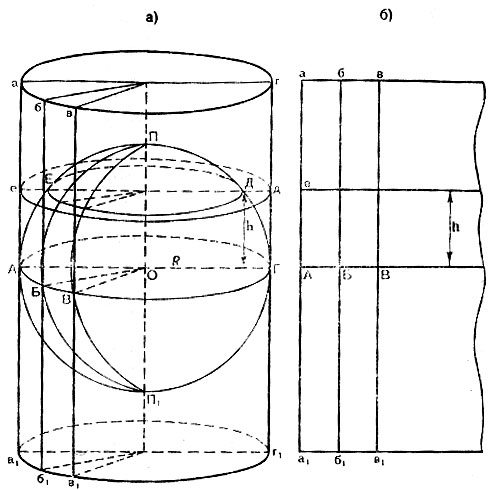 а)
б)
а
г
б
в
П
е
Е
Д
д
h
А
О
R
Г
Б
В
П₁
а₁
г₁
б₁
в₁
а
б
в
е
h
А
Б
В
а₁
б₁
в₁